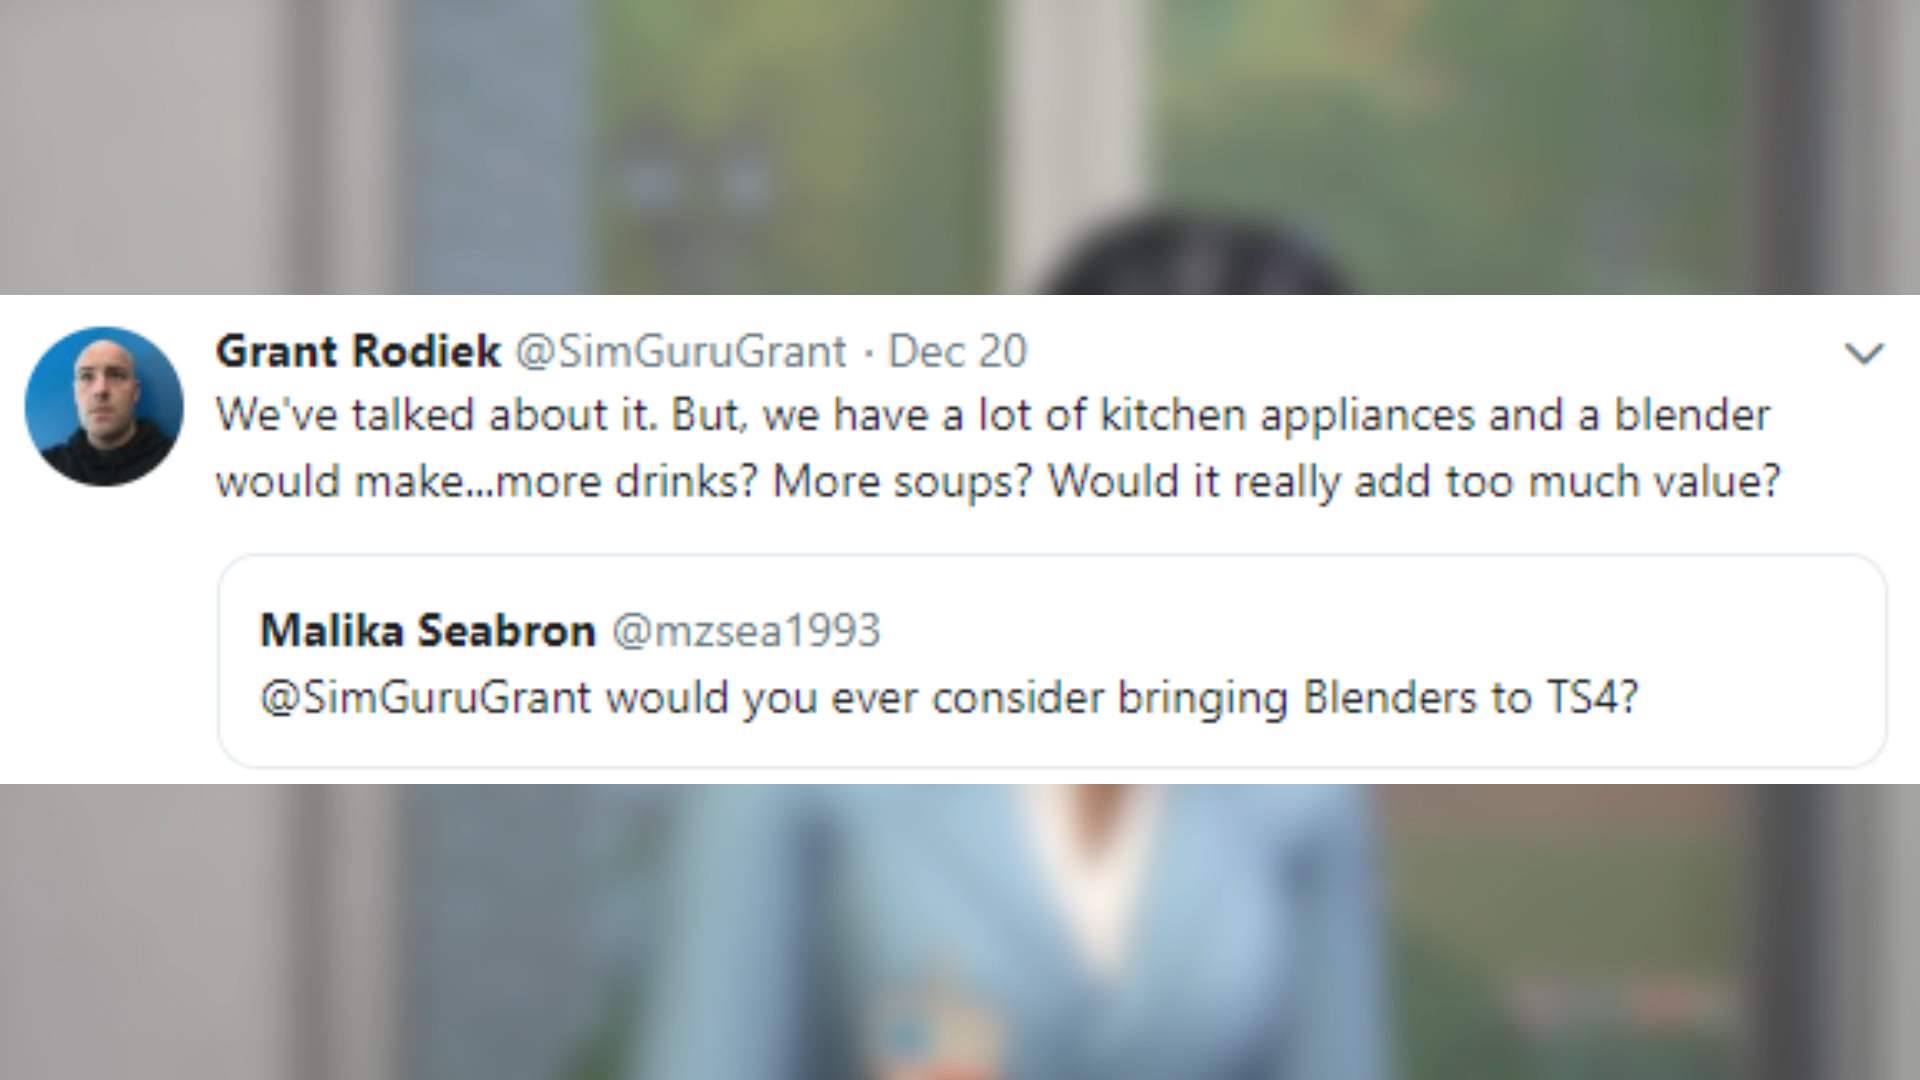 Grant Rodiek @SimGuruGrant · Dec 20
We've talked about it. But, we have a lot of kitchen appliances and a blender
would make...more drinks? More soups? Would it really add too much value?
Malika Seabron @mzsea1993
@SimGuruGrant would you ever consider bringing Blenders to TS4?